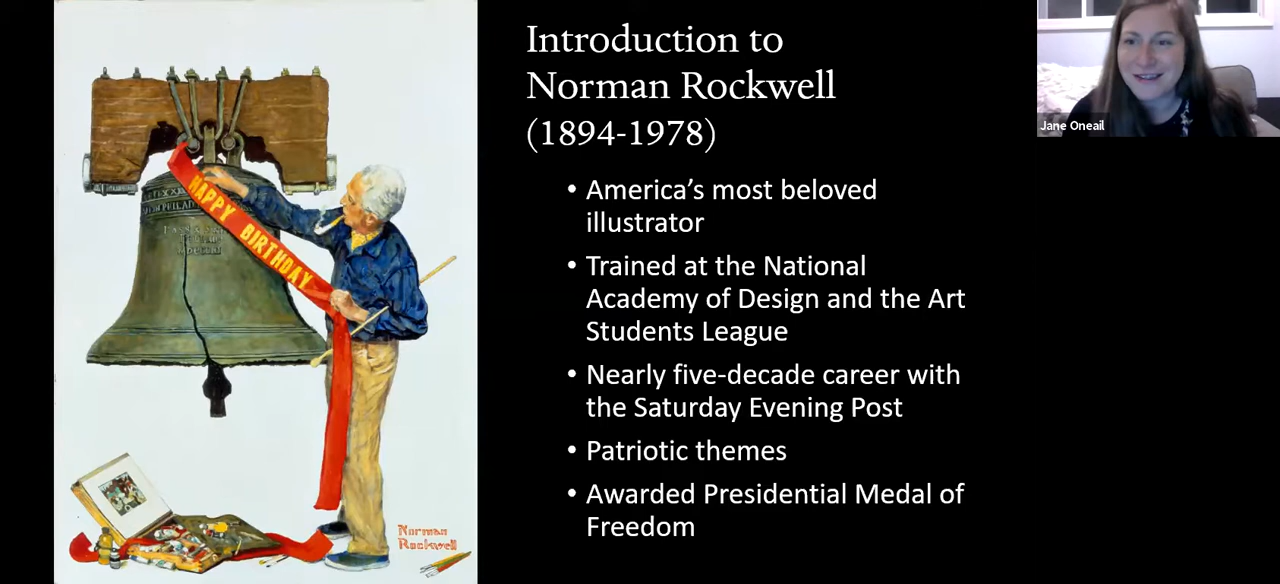 Introduction to
Norman Rockwell
(1894-1978)
• America's most beloved
illustrator
• Trained at the National
Academy of Design and the Art
Students League
• Nearly five-decade career with
the Saturday Evening Post
• Patriotic themes
• Awarded Presidential Medal of
Freedom
Jane Oneail
HAPPY BIRTHDAY
Norman
Rockwell